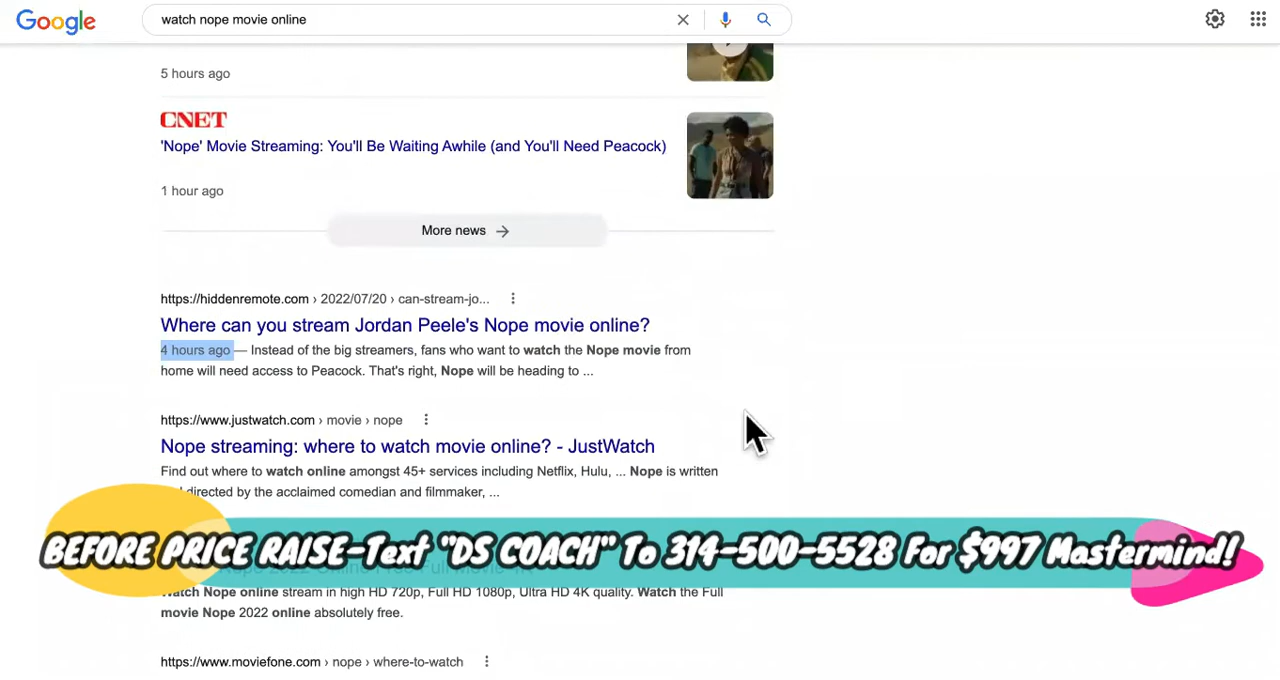 Google
watch nope movie online
5 hours ago
CNET
'Nope' Movie Streaming: You'll Be Waiting Awhile (and You'll Need Peacock)
1 hour ago
More news
https://hiddenremote.com › 2022/07/20 › can-stream-jo...
Where can you stream Jordan Peele's Nope movie online?
4 hours ago — Instead of the big streamers, fans who want to watch the Nope movie from
home will need access to Peacock. That's right, Nope will be heading to ...
https://www.justwatch.com › movie › nope
Nope streaming: where to watch movie online? - JustWatch
Find out where to watch online amongst 45+ services including Netflix, Hulu, ... Nope is written
directed by the acclaimed comedian and filmmaker, ...
BEFORE PRICE RAISE-Text "DS COACH" To 314-500-5528 For $997 Mastermind!
Watch Nope online stream in high HD 720p, Full HD 1080p, Ultra HD 4K quality. Watch the Full
movie Nope 2022 online absolutely free.
https://www.moviefone.com › nope › where-to-watch